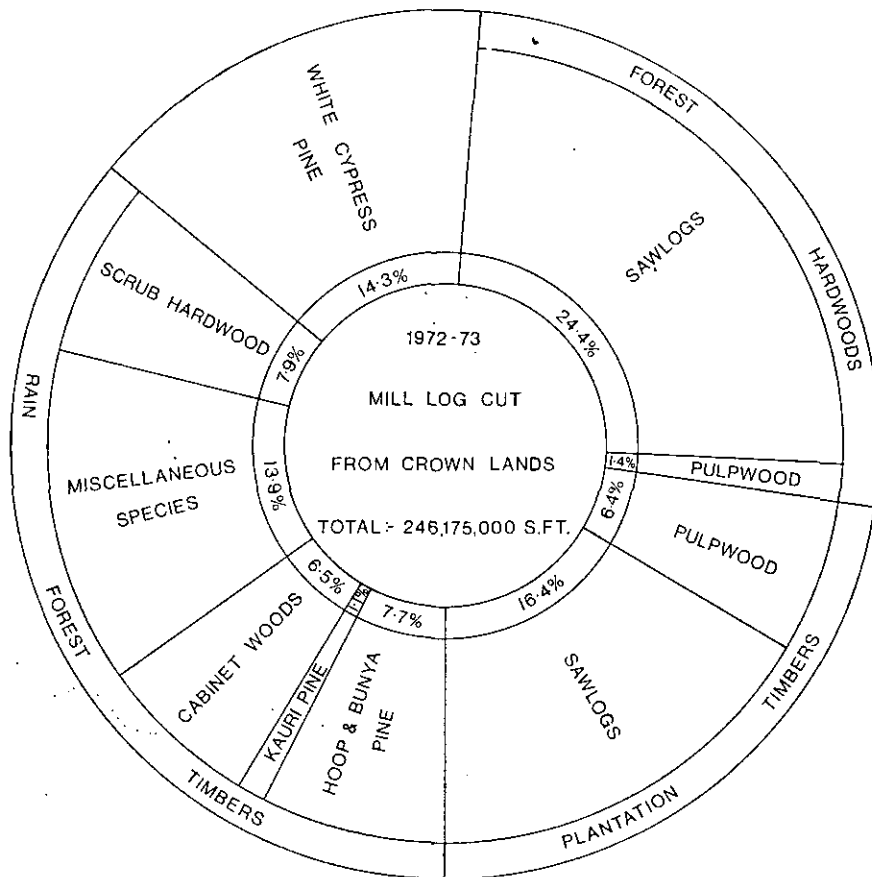 FOREST HARDWOODS
SAWLOGS
24.4%
PULPWOOD
1.4%
PLANTATION TIMBERS
PULPWOOD
6.4%
SAWLOGS
16.4%
RAIN FOREST TIMBERS
HOOP & BUNYA
PINE
7.7%
KAURI PINE
1.1%
CABINET WOODS
6.5%
MISCELLANEOUS
SPECIES
13.9%
SCRUB HARDWOOD
7.9%
WHITE CYPRESS
PINE
14.3%
1972-73
MILL LOG CUT
FROM CROWN LANDS
TOTAL:- 246,175,000 S.FT.